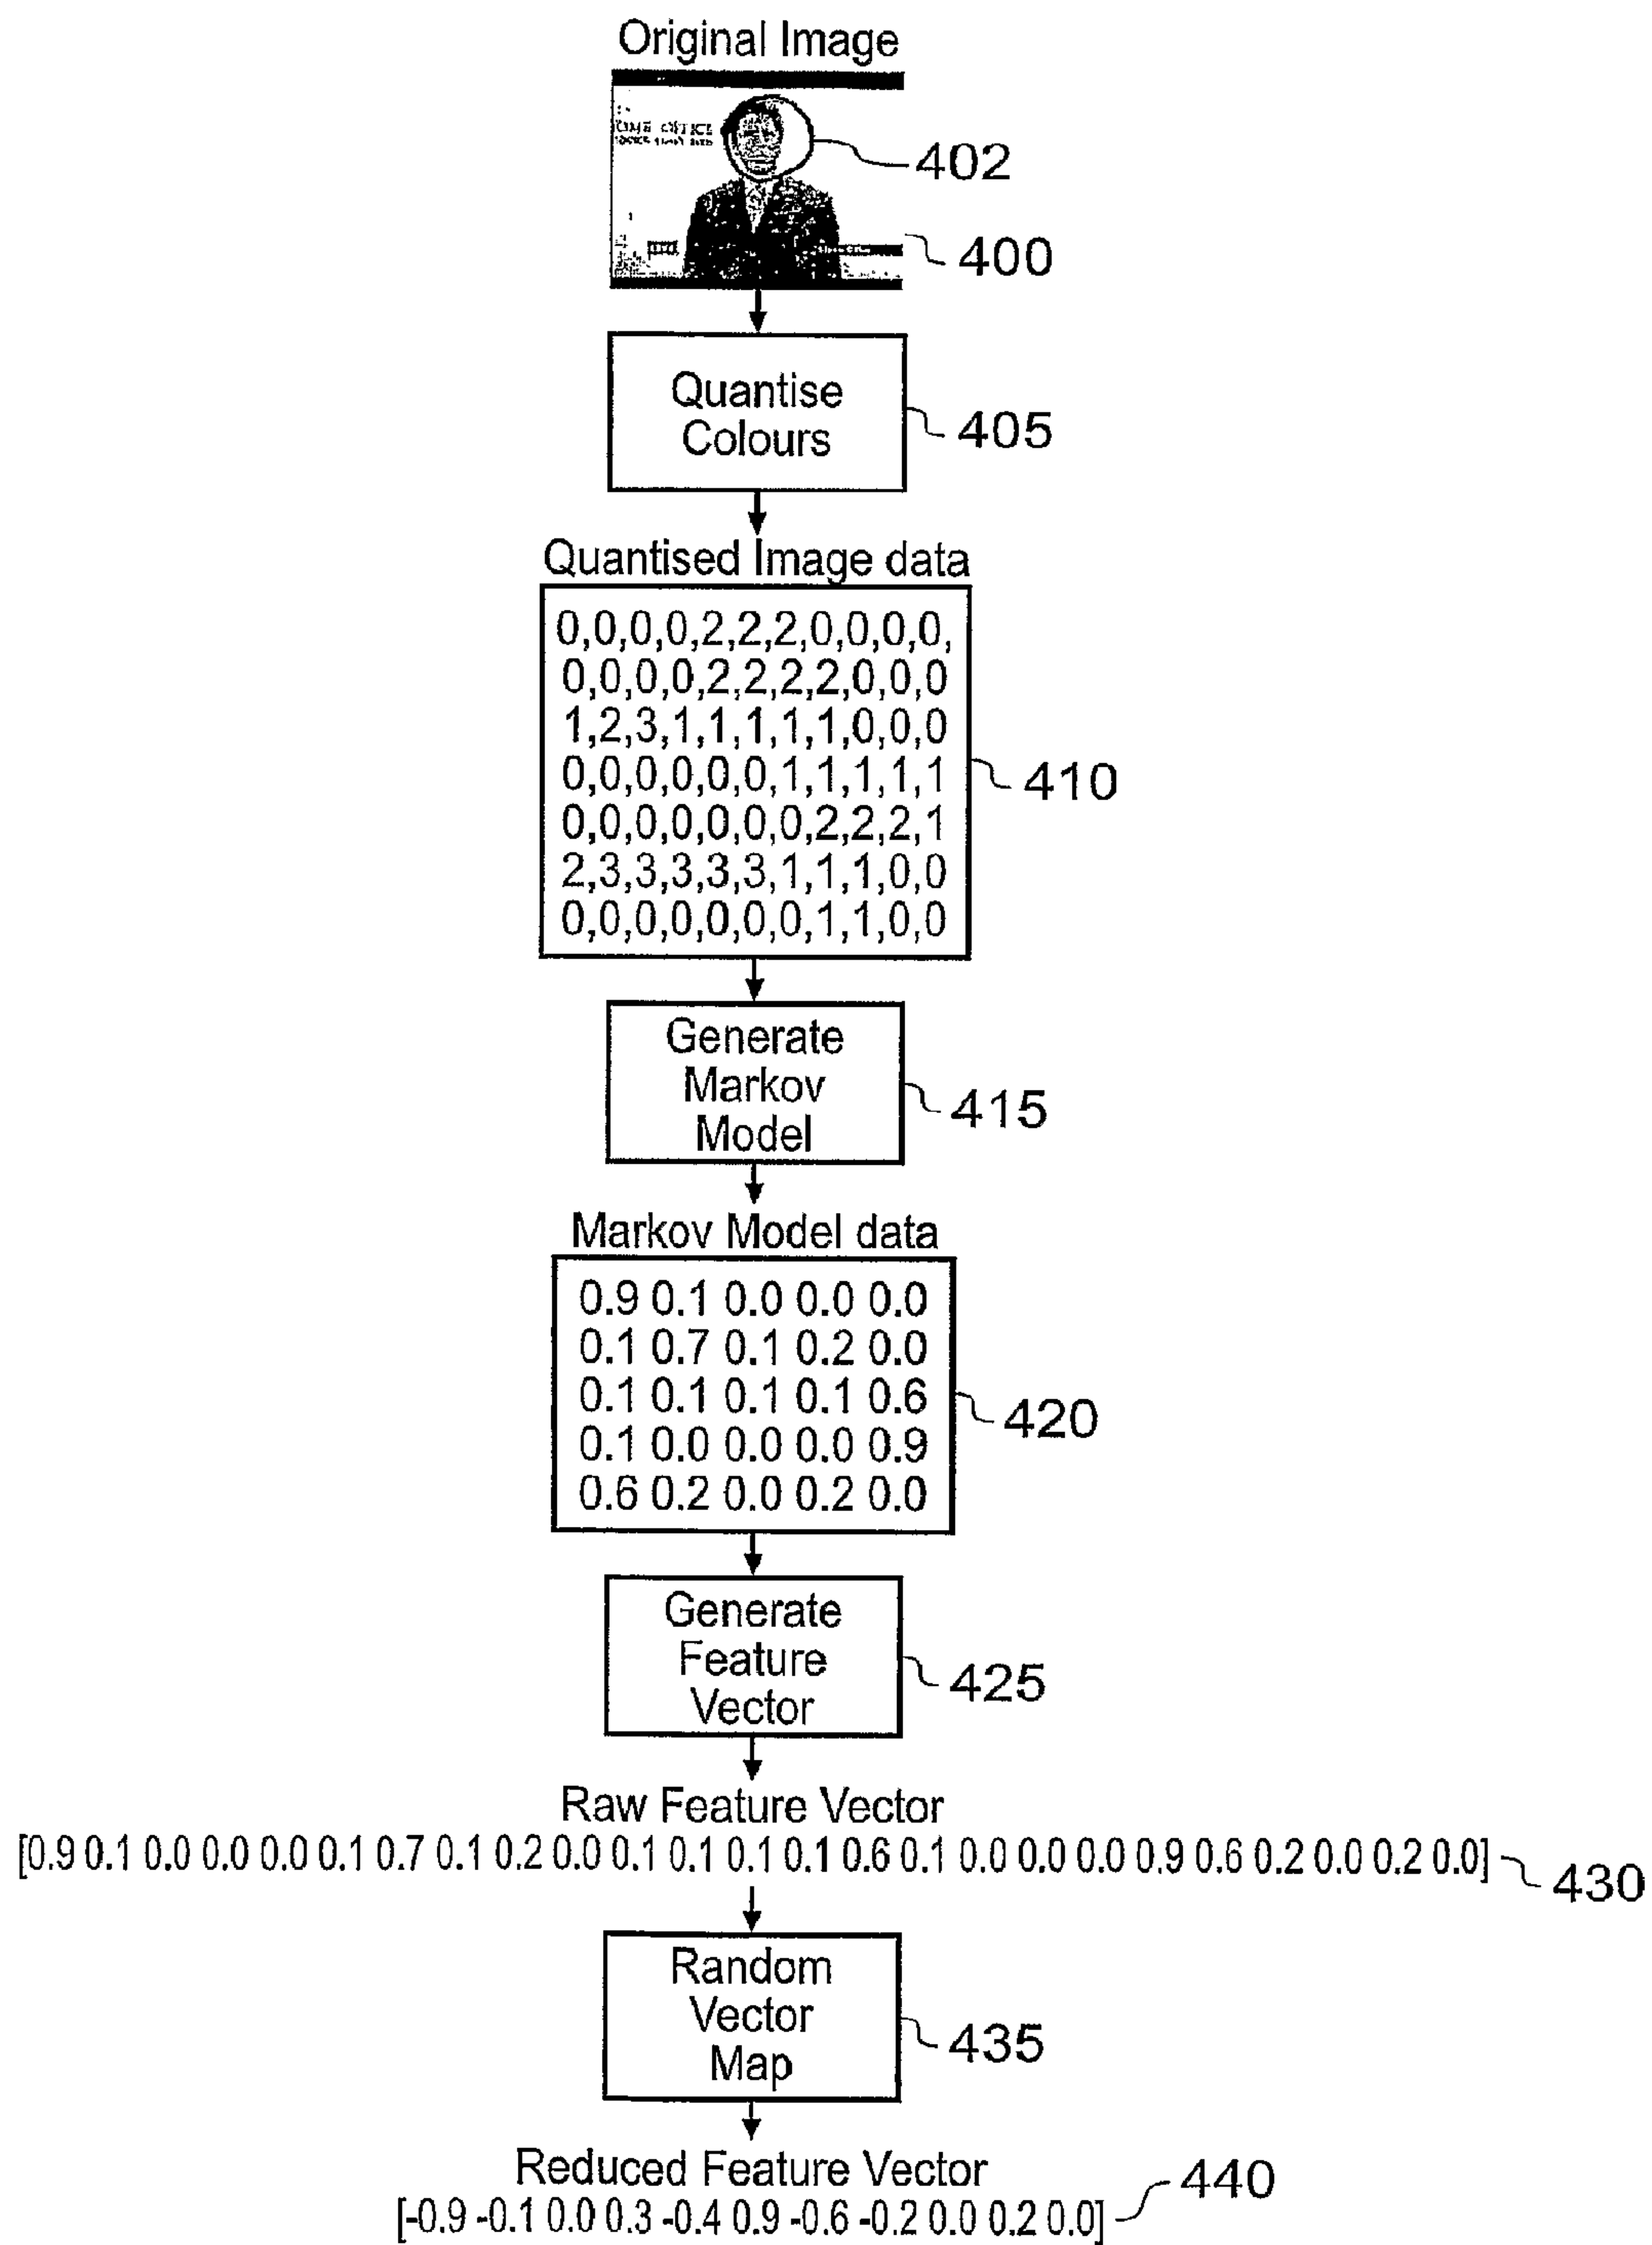 Original Image
402
400
Quantise
Colours
405
Quantised Image data
0,0,0,0,2,2,2,0,0,0,0,
0,0,0,0,2,2,2,2,0,0,0
1,2,3,1,1,1,1,1,0,0,0
0,0,0,0,0,0,1,1,1,1,1
0,0,0,0,0,0,0,2,2,2,1
2,3,3,3,3,3,1,1,1,0,0
0,0,0,0,0,0,0,1,1,0,0
410
Generate
Markov
Model
415
Markov Model data
0.9 0.1 0.0 0.0 0.0
0.1 0.7 0.1 0.2 0.0
0.1 0.1 0.1 0.1 0.6
0.1 0.0 0.0 0.0 0.9
0.6 0.2 0.0 0.2 0.0
420
Generate
Feature
Vector
425
Raw Feature Vector
[0.9 0.1 0.0 0.0 0.0 0.1 0.7 0.1 0.2 0.0 0.1 0.1 0.1 0.1 0.6 0.1 0.0 0.0 0.0 0.9 0.6 0.2 0.0 0.2 0.0]
430
Random
Vector
Map
435
Reduced Feature Vector
[-0.9 -0.1 0.0 0.3 -0.4 0.9 -0.6 -0.2 0.0 0.2 0.0]
440